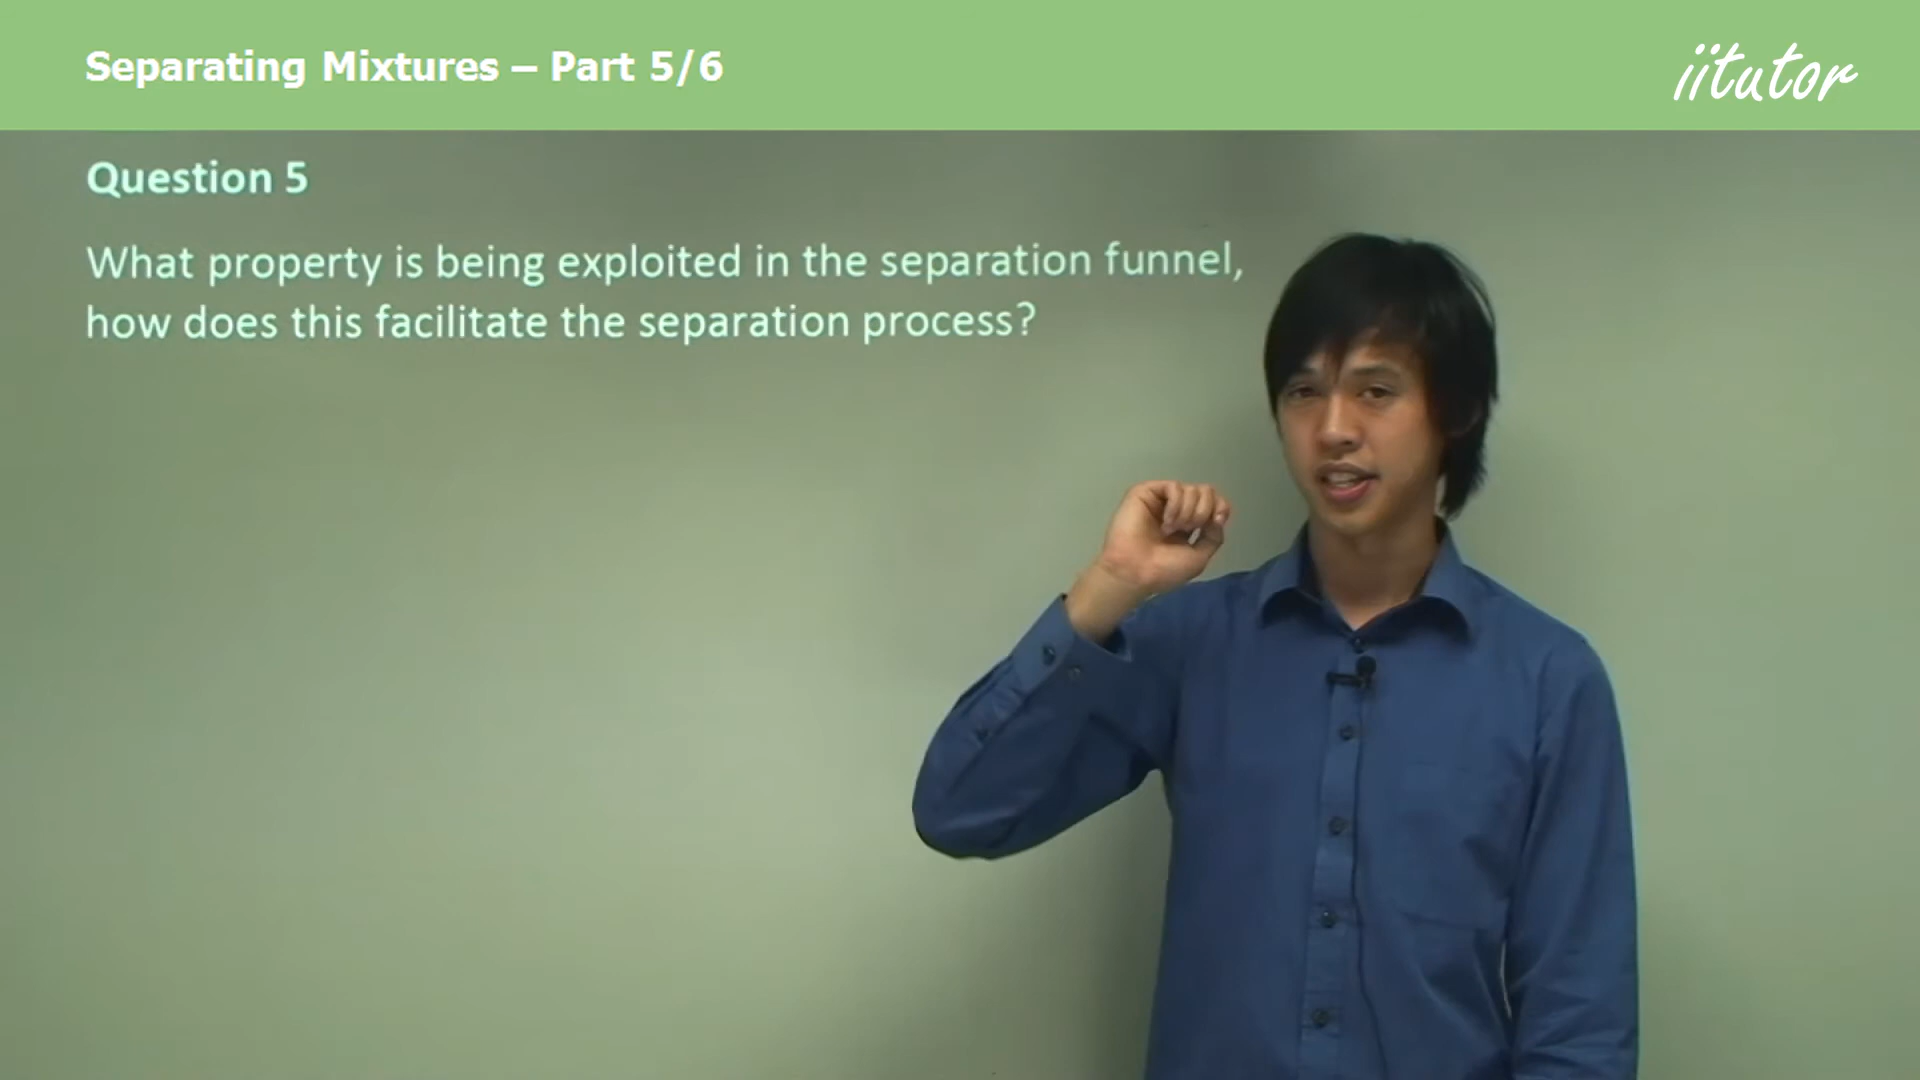 Separating Mixtures – Part 5/6
iitutor
Question 5
What property is being exploited in the separation funnel,
how does this facilitate the separation process?